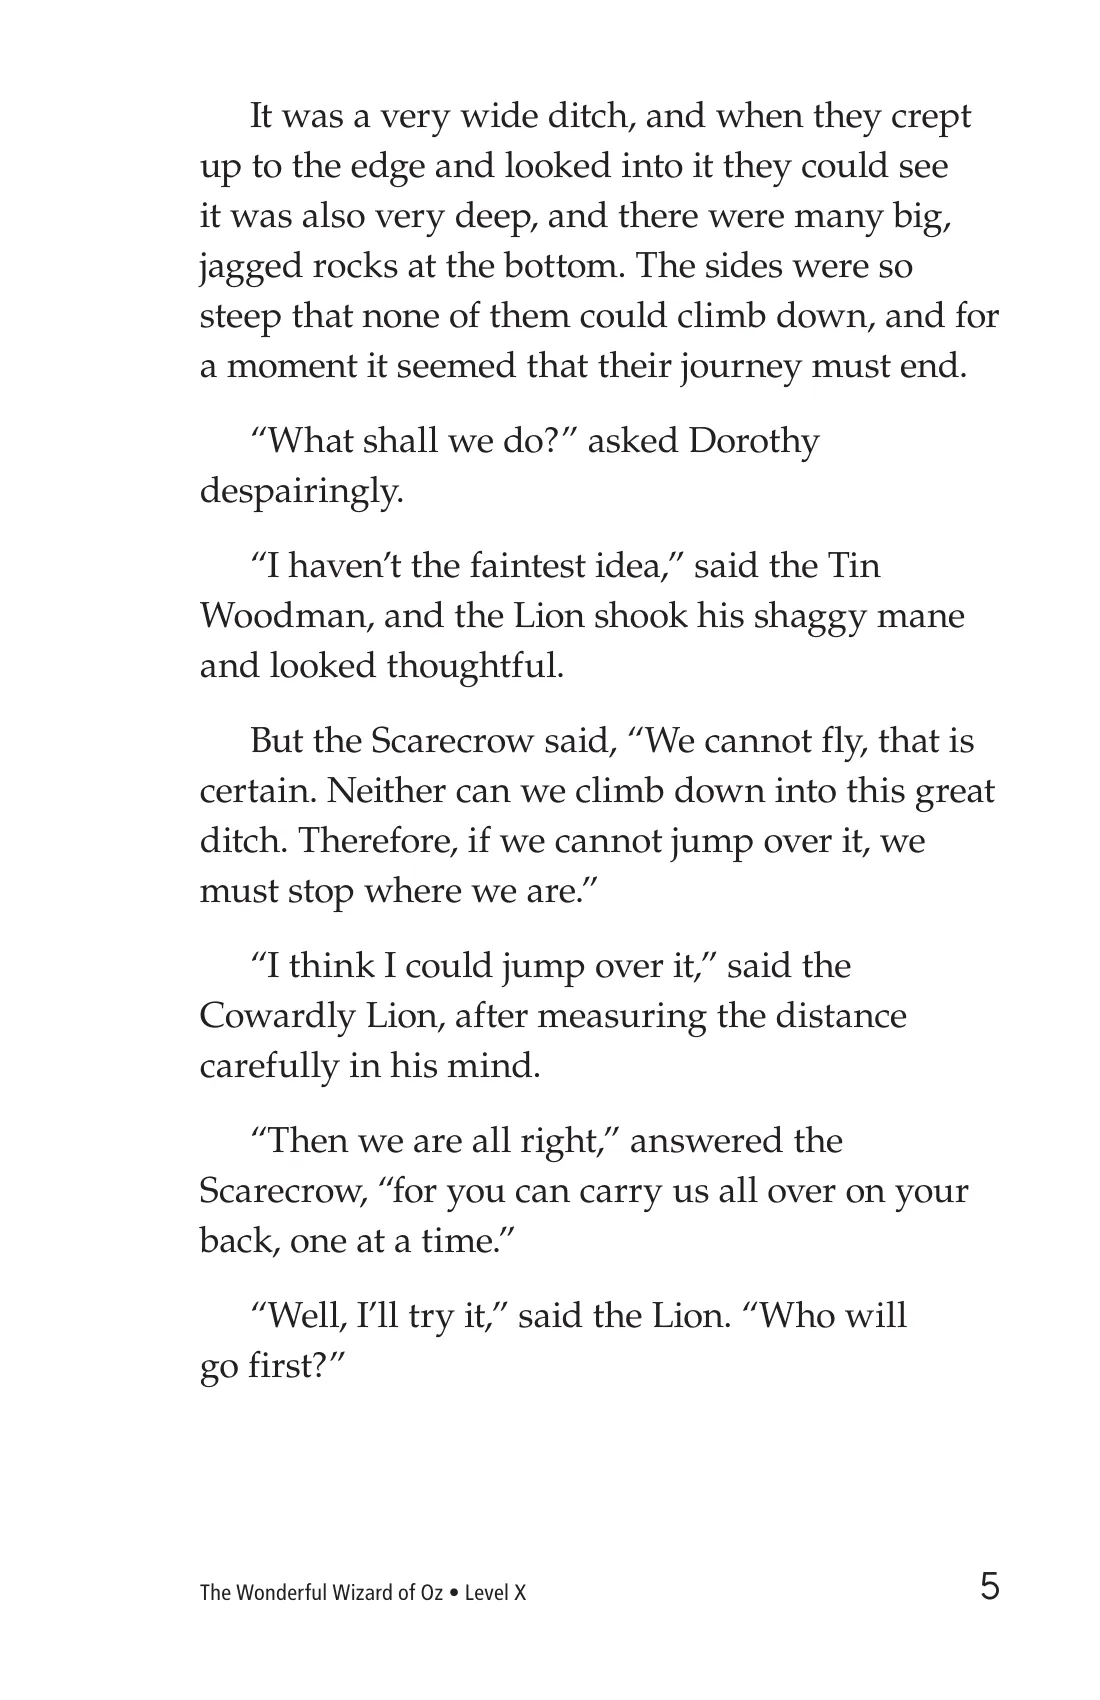 It was a very wide ditch, and when they crept
up to the edge and looked into it they could see
it was also very deep, and there were many big,
jagged rocks at the bottom. The sides were so
steep that none of them could climb down, and for
a moment it seemed that their journey must end.
“What shall we do?” asked Dorothy
despairingly.
“I haven’t the faintest idea,” said the Tin
Woodman, and the Lion shook his shaggy mane
and looked thoughtful.
But the Scarecrow said, “We cannot fly, that is
certain. Neither can we climb down into this great
ditch. Therefore, if we cannot jump over it, we
must stop where we are.”
“I think I could jump over it,” said the
Cowardly Lion, after measuring the distance
carefully in his mind.
“Then we are all right,” answered the
Scarecrow, “for you can carry us all over on your
back, one at a time.”
“Well, I’ll try it,” said the Lion. “Who will
go first?”
The Wonderful Wizard of Oz • Level X 5